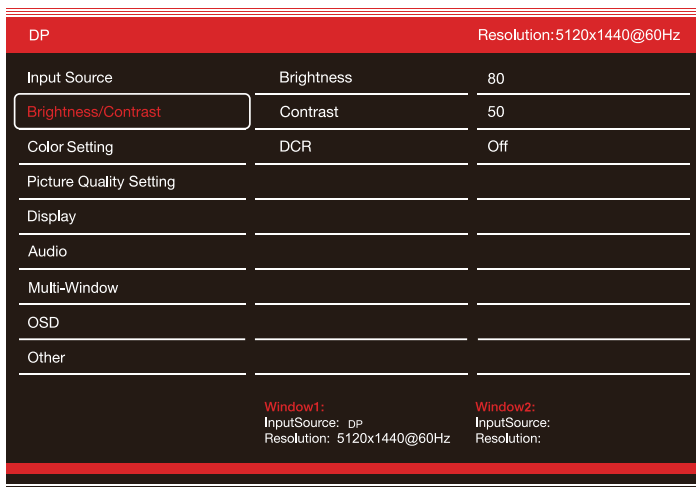 DP Resolution:5120x1440@60Hz
Input Source Brightness 80
Brightness/Contrast Contrast 50
Color Setting DCR Off
Picture Quality Setting
Display
Audio
Multi-Window
OSD
Other
Window1: Window2:
InputSource: DP InputSource:
Resolution: 5120x1440@60Hz Resolution: